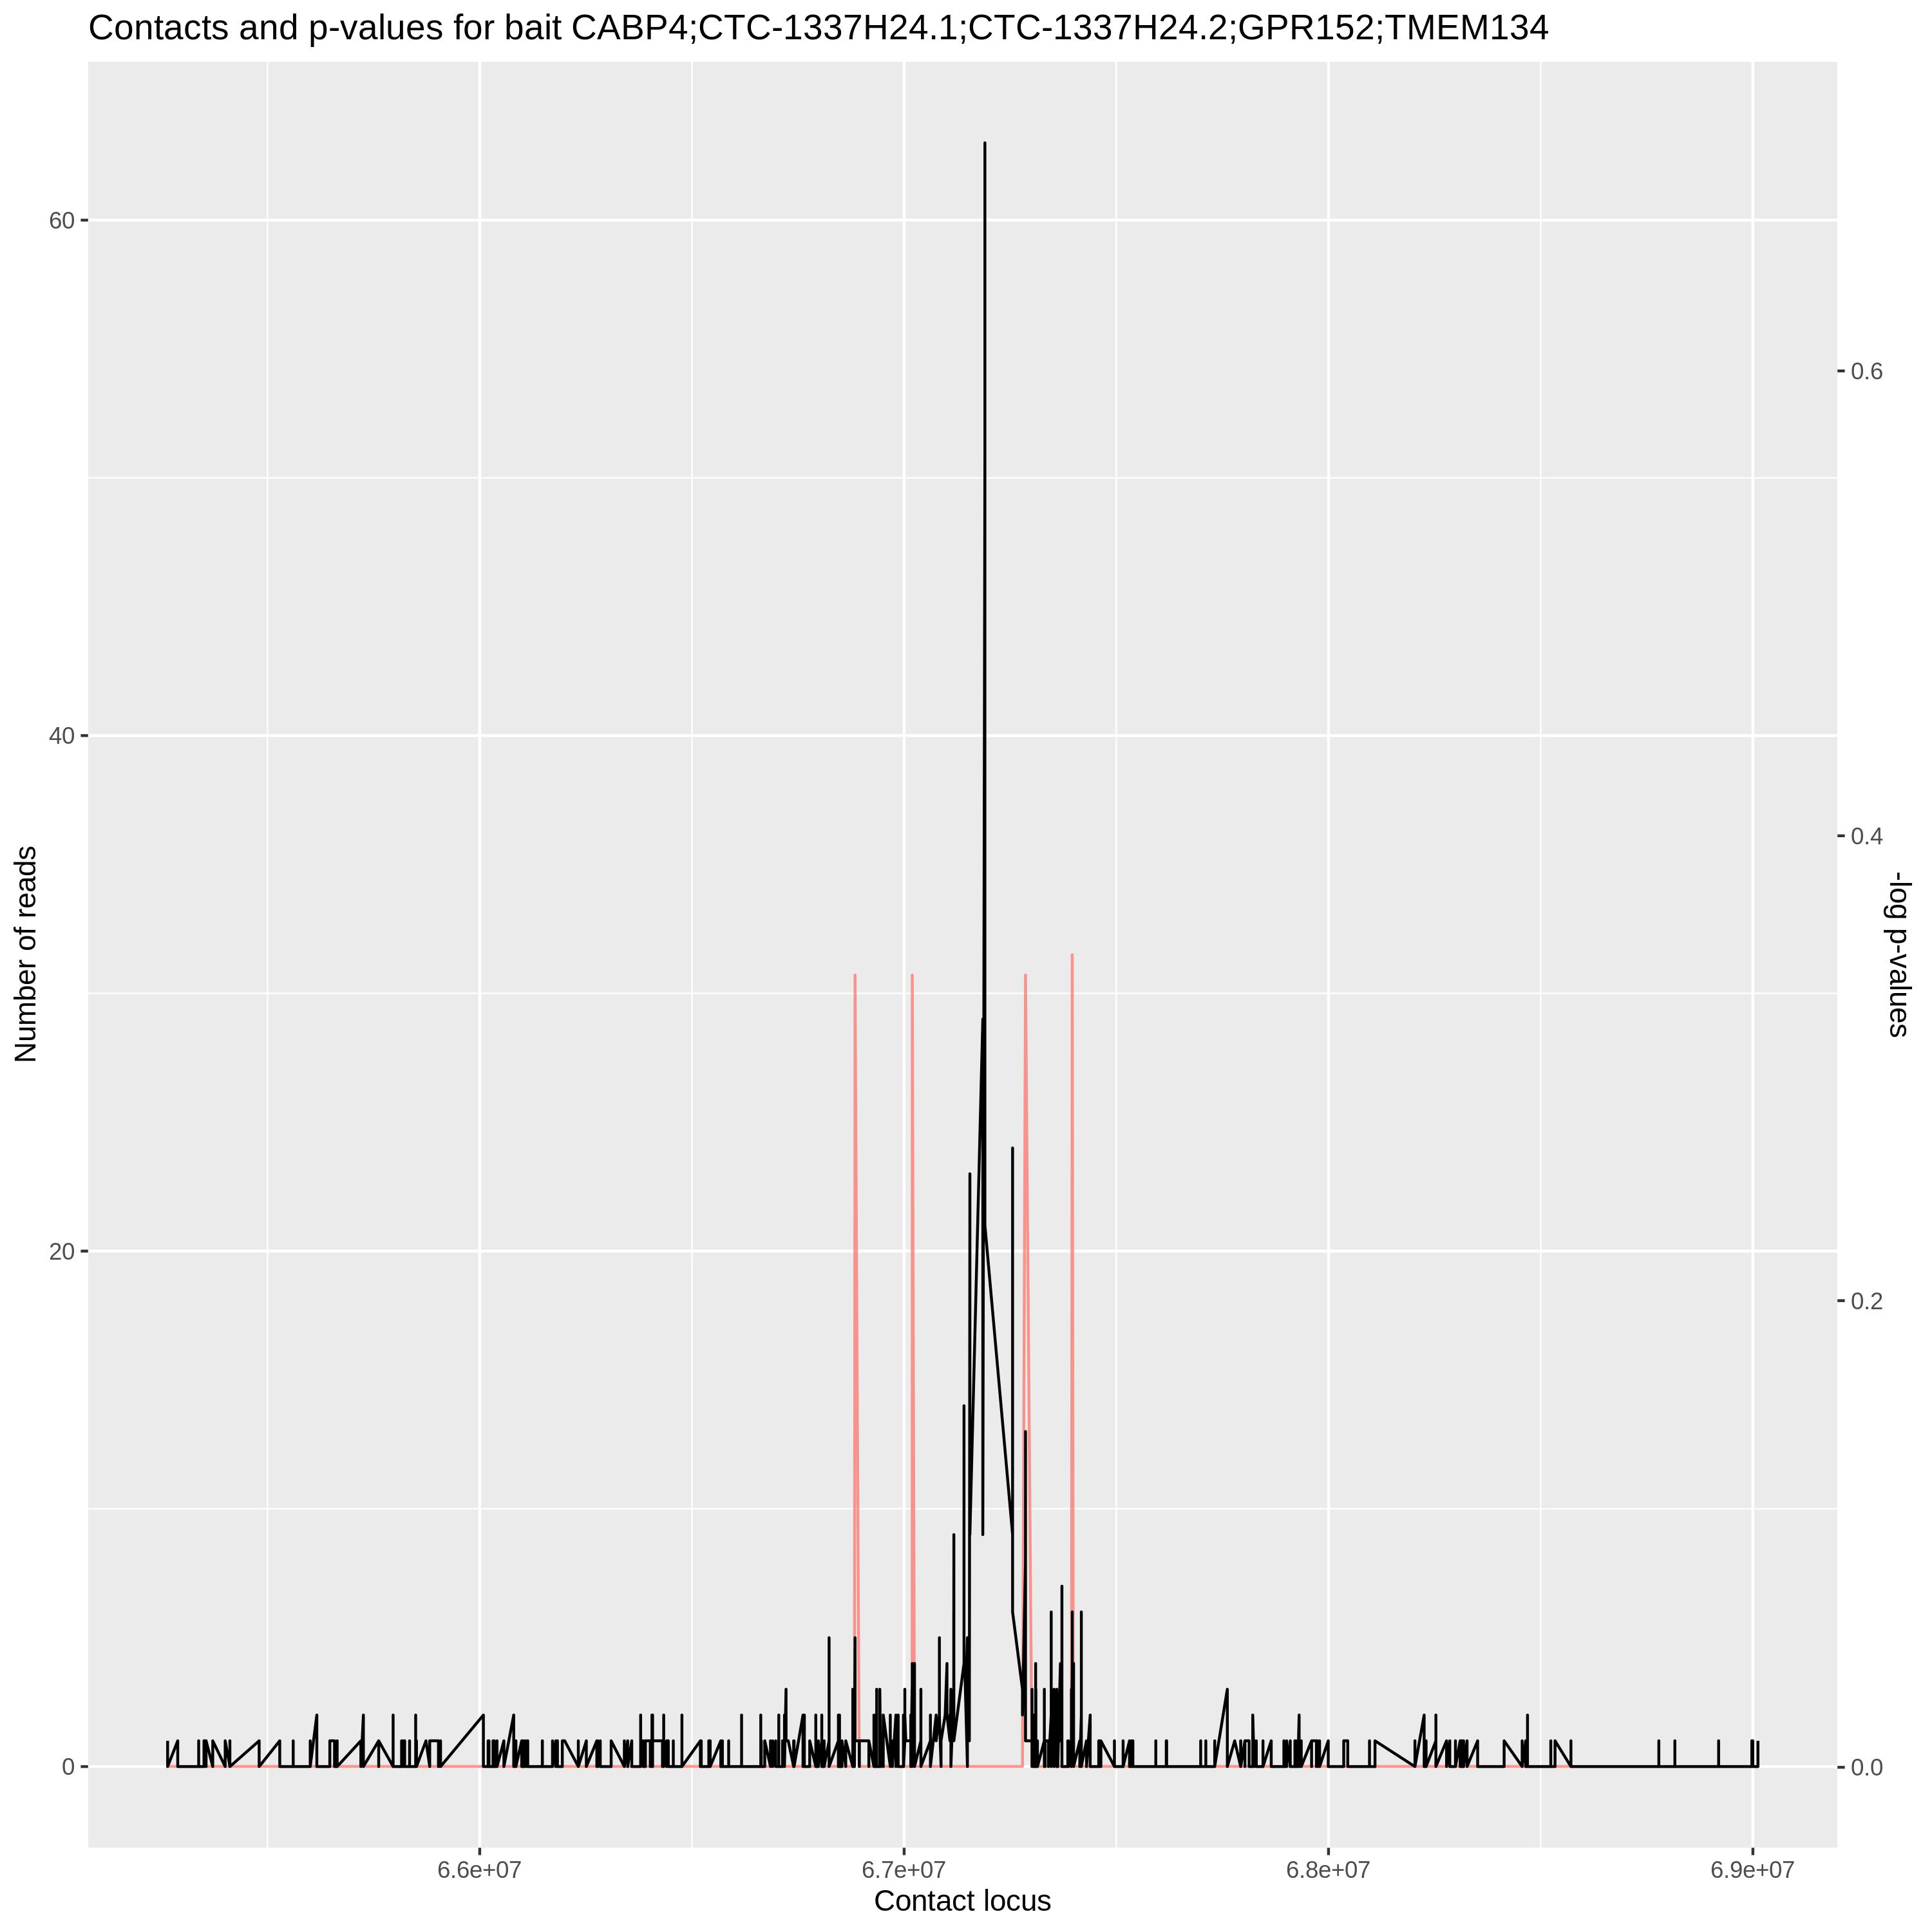 Contacts and p-values for bait CABP4;CTC-1337H24.1;CTC-1337H24.2;GPR152;TMEM134
60
40
20
0
Number of reads
0.6
0.4
0.2
0.0
-log p-values
6.6e+07
6.7e+07
6.8e+07
6.9e+07
Contact locus